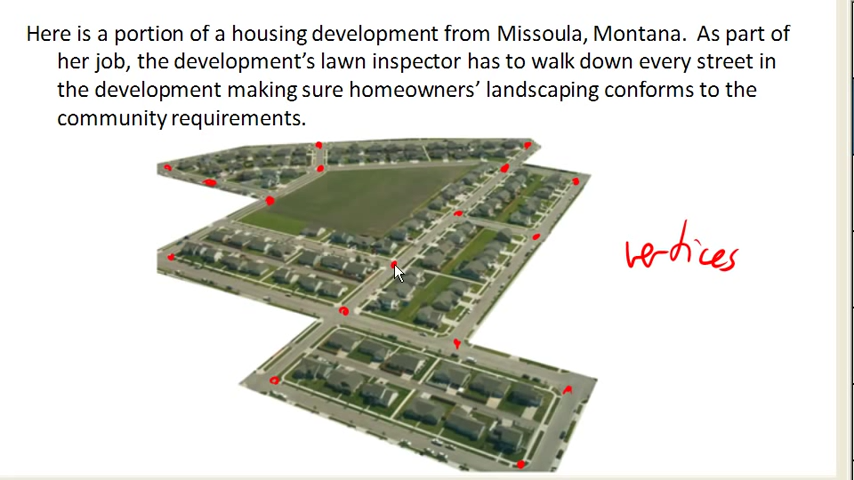 Here is a portion of a housing development from Missoula, Montana. As part of
her job, the development's lawn inspector has to walk down every street in
the development making sure homeowners' landscaping conforms to the
community requirements.
vertices